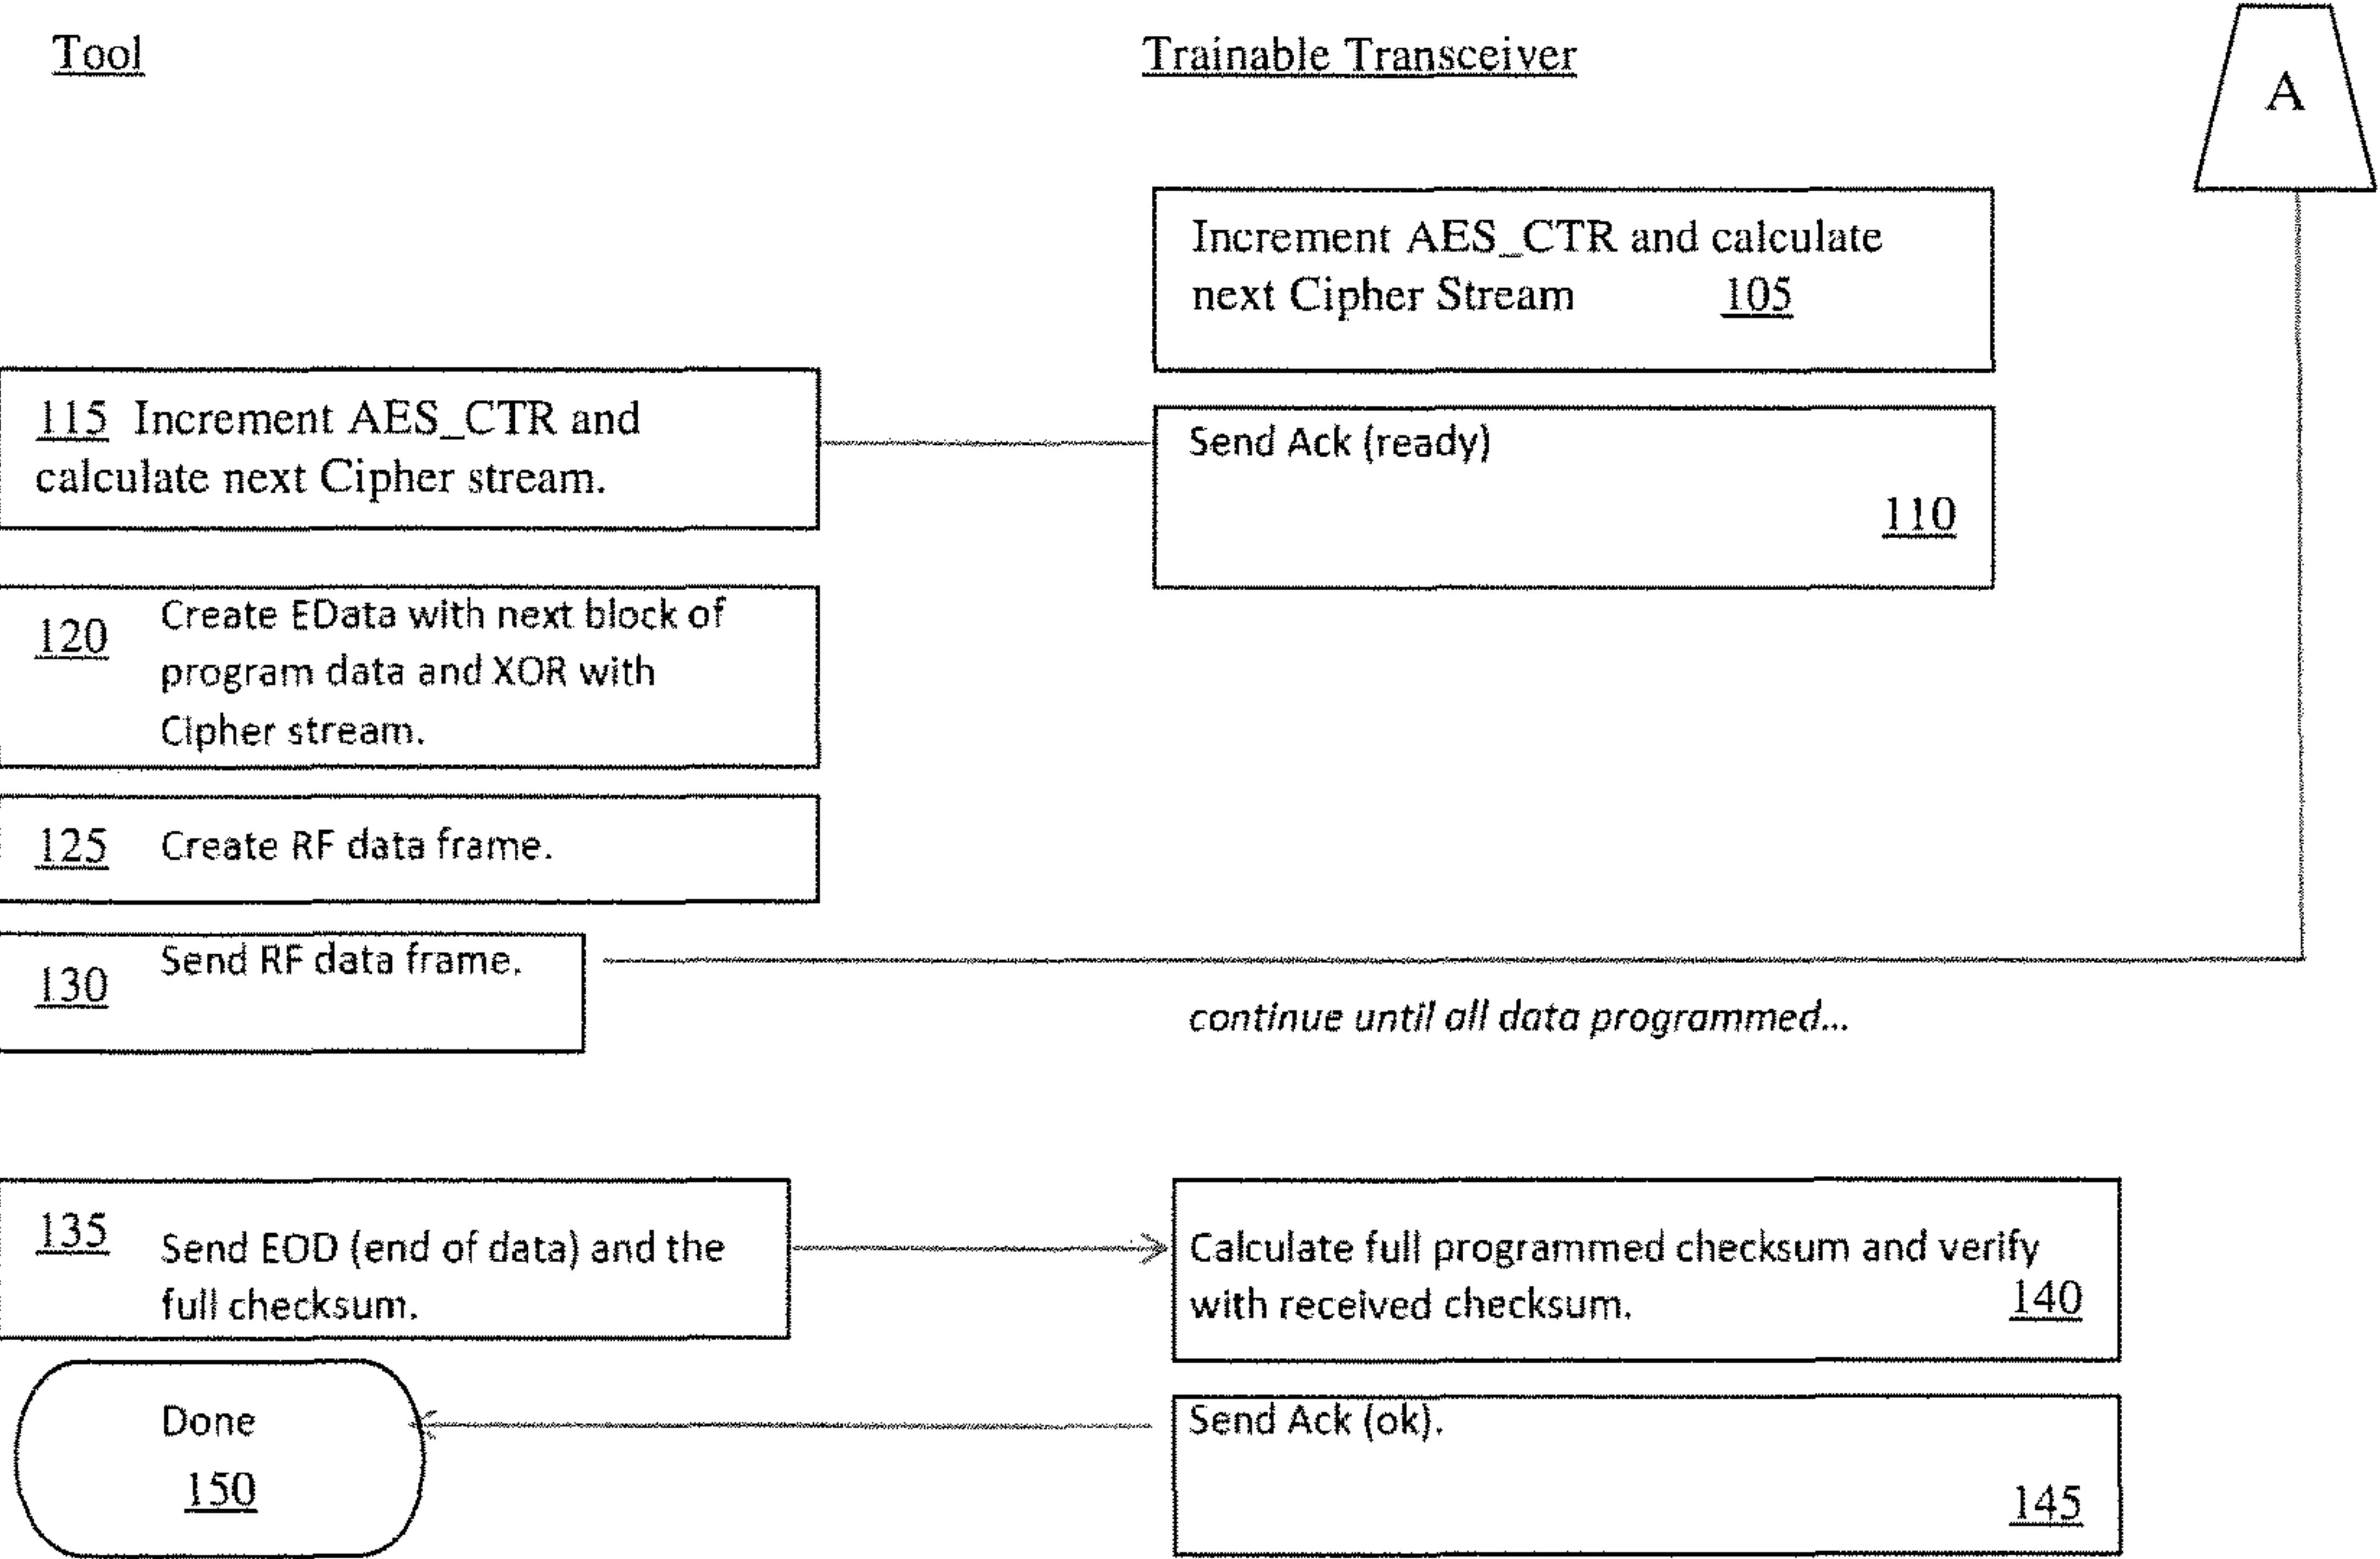 Tool
Trainable Transceiver
A
Increment AES_CTR and calculate
next Cipher Stream 105
115 Increment AES_CTR and
calculate next Cipher stream.
Send Ack (ready)
110
120 Create EData with next block of
program data and XOR with
Cipher stream.
125 Create RF data frame.
130 Send RF data frame.
continue until all data programmed...
135 Send EOD (end of data) and the
full checksum.
Calculate full programmed checksum and verify
with received checksum. 140
Done
150
Send Ack (ok).
145